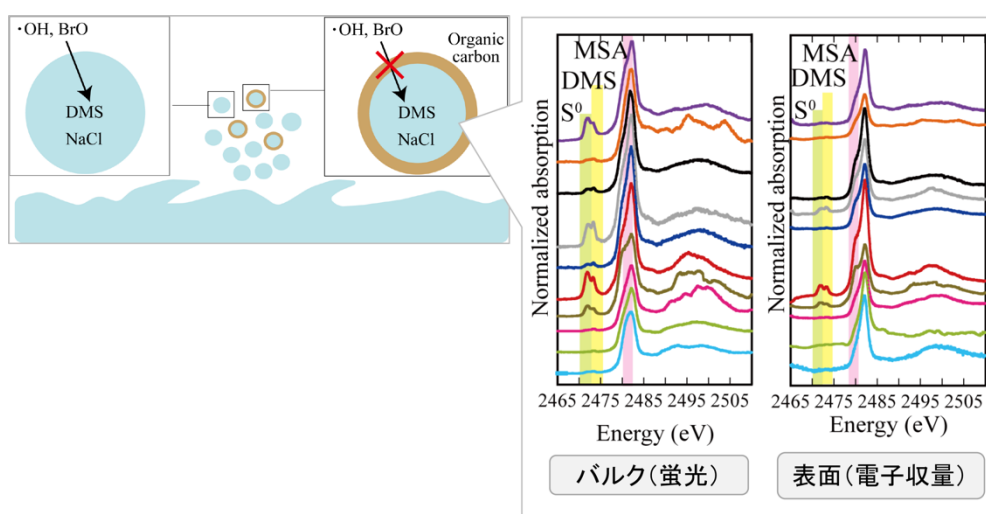 ·OH, BrO
DMS
NaCl
·OH, BrO
Organic
carbon
DMS
NaCl
MSA
DMS
S⁰
Normalized absorption
2465 2475 2485 2495 2505
Energy (eV)
バルク(蛍光)
MSA
DMS
S⁰
Normalized absorption
2465 2475 2485 2495 2510
Energy (eV)
表面(電子収量)